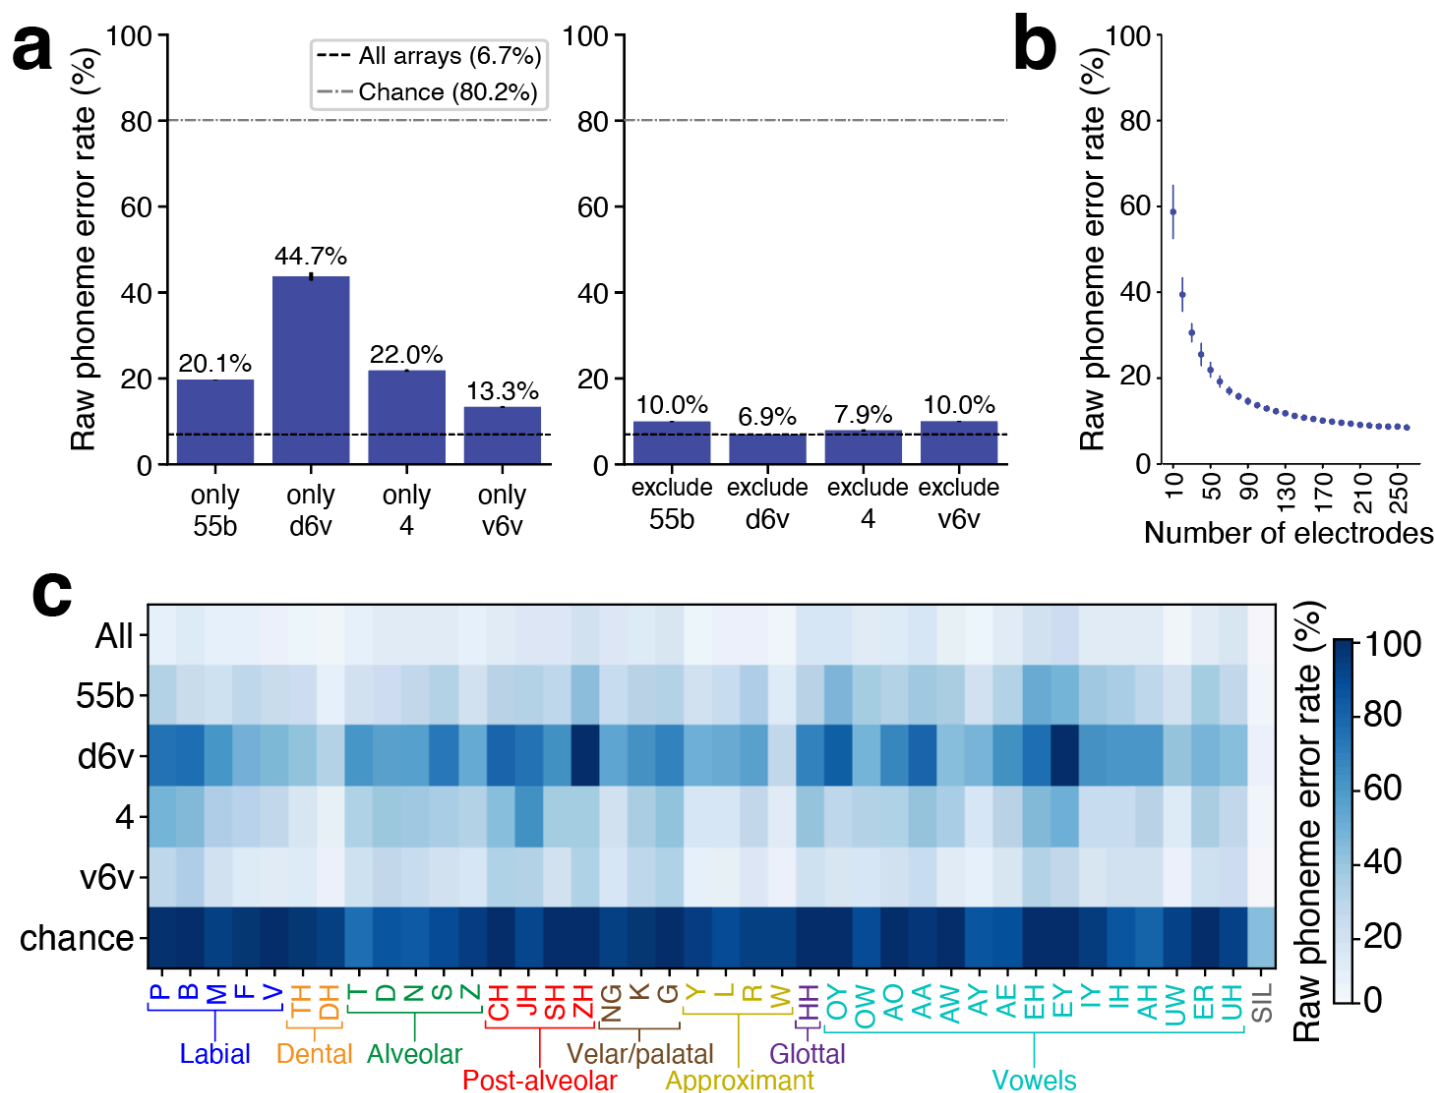 a
Raw phoneme error rate (%)
100
80
60
40
20
0
All arrays (6.7%)
Chance (80.2%)
20.1%
44.7%
22.0%
13.3%
only
55b
only
d6v
only
4
only
v6v
100
80
60
40
20
0
10.0%
6.9%
7.9%
10.0%
exclude
55b
exclude
d6v
exclude
4
exclude
v6v
b
Raw phoneme error rate (%)
100
80
60
40
20
0
10
50
90
130
170
210
250
Number of electrodes
c
All
55b
d6v
4
v6v
chance
P B M F V TH DH T D N S Z CH JH SH ZH NG K G Y L R W HH OY OW AO AA AW AY AE EH EY IY IH AH UW ER UH SIL
Labial Dental Alveolar Velar/palatal Glottal
Post-alveolar Approximant Vowels
100
80
60
40
20
0
Raw phoneme error rate (%)